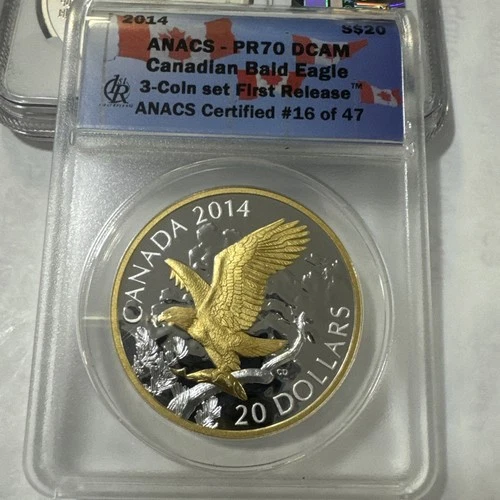 2014 S$20
ANACS - PR70 DCAM
Canadian Bald Eagle
3-Coin set First Release™
ANACS Certified #16 of 47
CANADA 2014
20 DOLLARS